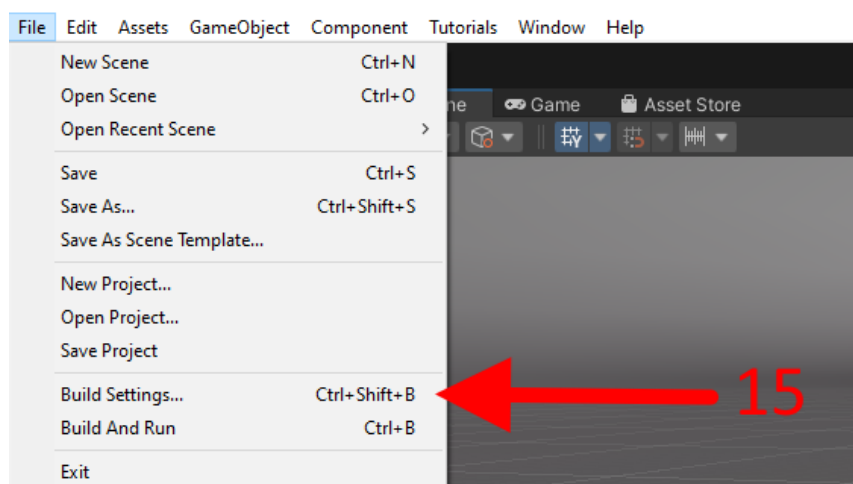 File Edit Assets GameObject Component Tutorials Window Help
New Scene Ctrl+N
Open Scene Ctrl+O
ne Game Asset Store
Open Recent Scene >
Save Ctrl+S
Save As... Ctrl+Shift+S
Save As Scene Template...
New Project...
Open Project...
Save Project
Build Settings... Ctrl+Shift+B 15
Build And Run Ctrl+B
Exit